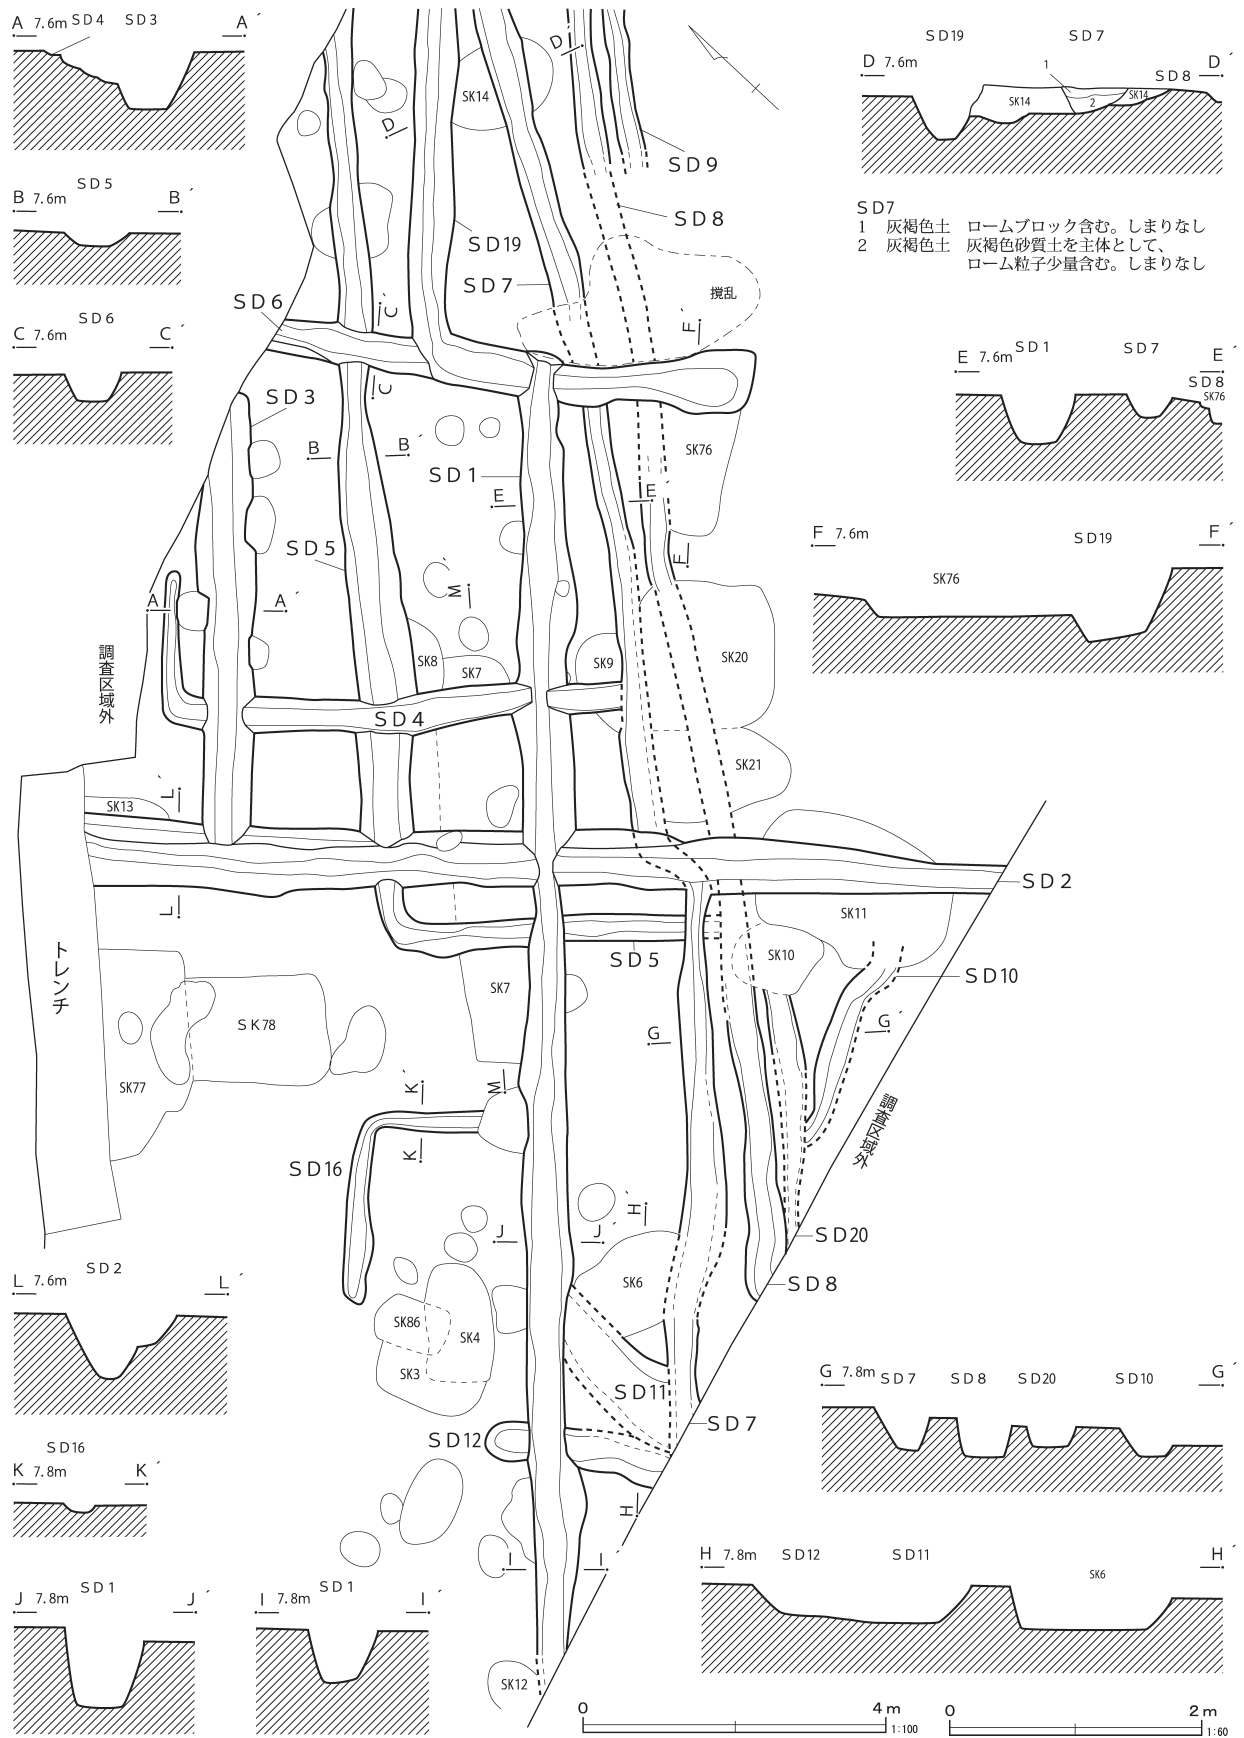 A 7.6m SD4 SD3 A´
B 7.6m SD5 B´
C 7.6m SD6 C´
D
D´
SK14
SD9
SD8
SD19
SD7
撹乱
SD6
C´
C
F´
SD3
B B´
SD1
SK76
E E´
SD5
F
M´
A A´
SK8
SK7
SK9
SK20
SD4
調査区域外
SK21
L´
SK13
SD2
L
SK11
SD5
SK10
SD10
トレンチ
SK7
SK78
G G´
SK77
K´
M
調査区域外
K
SD16
H´
J J´
SD20
SD8
SK6
SK86
SK4
SK3
SD11
SD7
SD12
H
I I´
SK12
SD19 SD7
D 7.6m 1 SD8 D´
SK14 2 SK14
SD7
1 灰褐色土 ロームブロック含む。しまりなし
2 灰褐色土 灰褐色砂質土を主体として、
ローム粒子少量含む。しまりなし
E 7.6m SD1 SD7 E´
SD8
SK76
F 7.6m SD19 F´
SK76
L 7.6m SD2 L´
SD16
K 7.8m K´
J 7.8m SD1 J´
I 7.8m SD1 I´
G 7.8m SD7 SD8 SD20 SD10 G´
H 7.8m SD12 SD11 H´
SK6
0 4m 1:100
0 2m 1:60